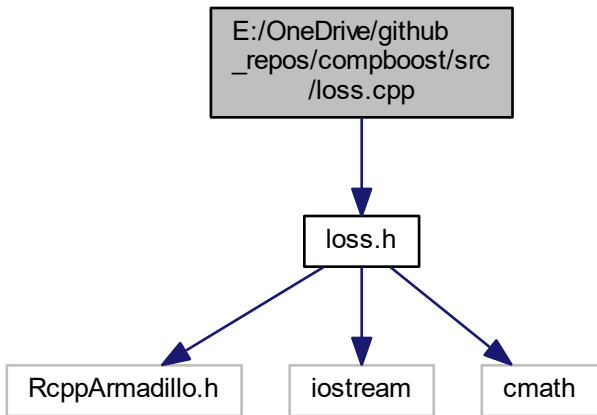 E:/OneDrive/github
_repos/compboost/src
/loss.cpp
loss.h
RcppArmadillo.h
iostream
cmath